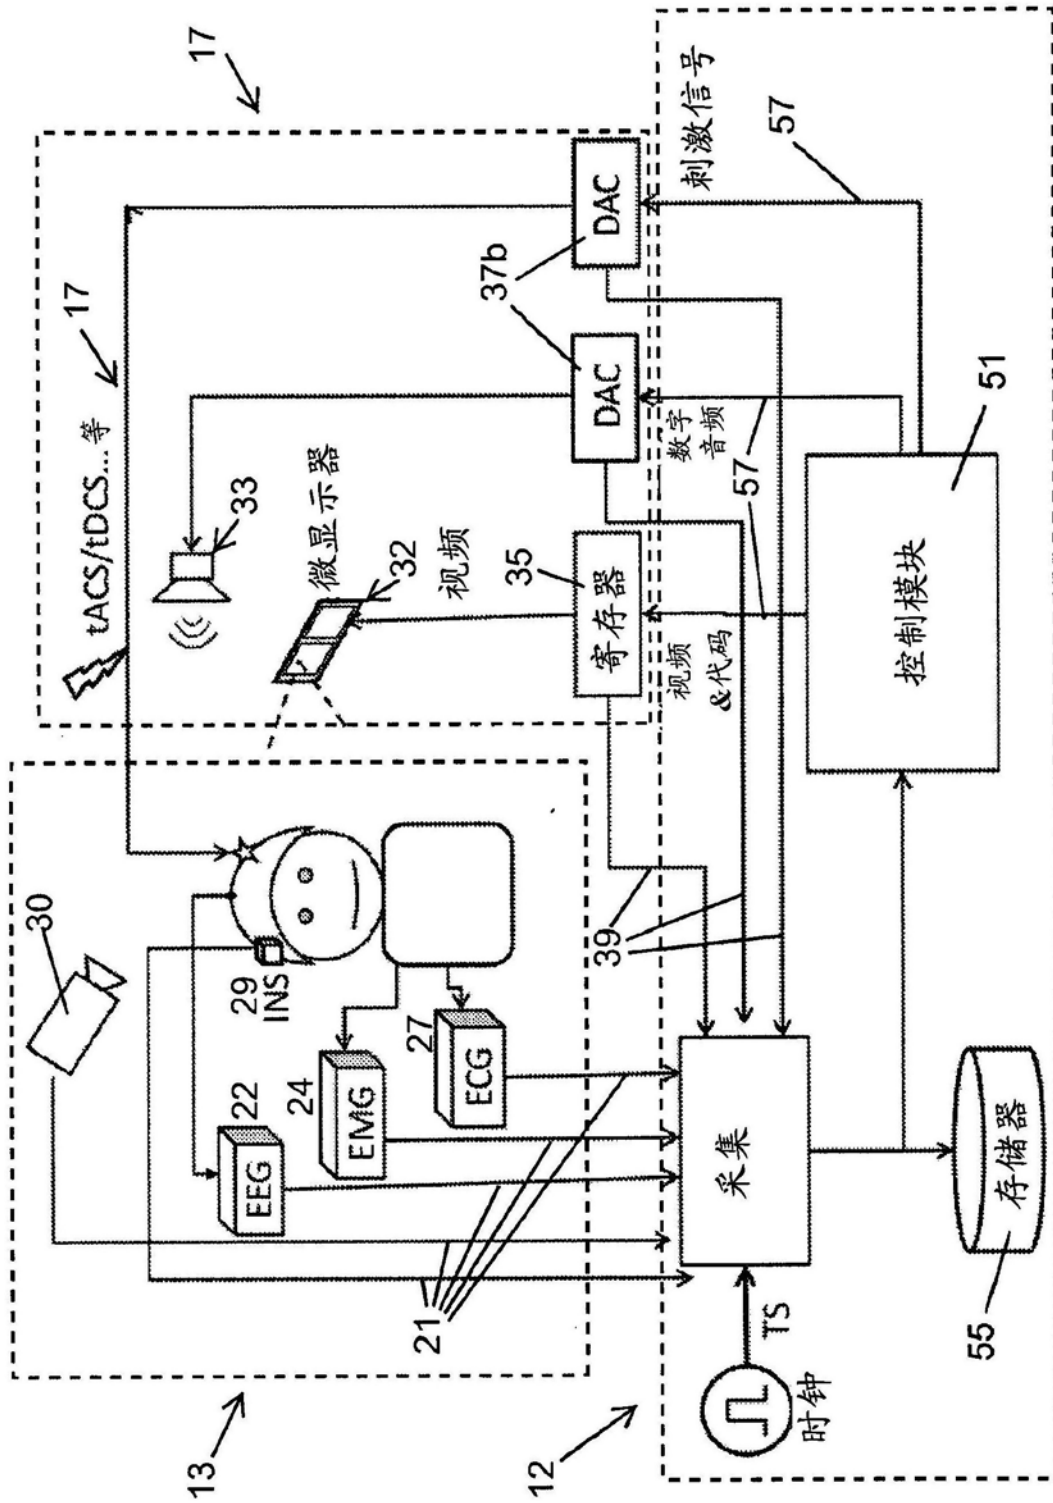 13
30
29
INS
22
EEG
24
EMG
27
ECG
21
17
17
tACS/tDCS...等
33
微显示器
32
视频
35
寄存器
DAC
37b
DAC
12
39
视频
&代码
数字
音频
刺激信号
57
57
采集
TS
时钟
控制模块
51
存储器
55